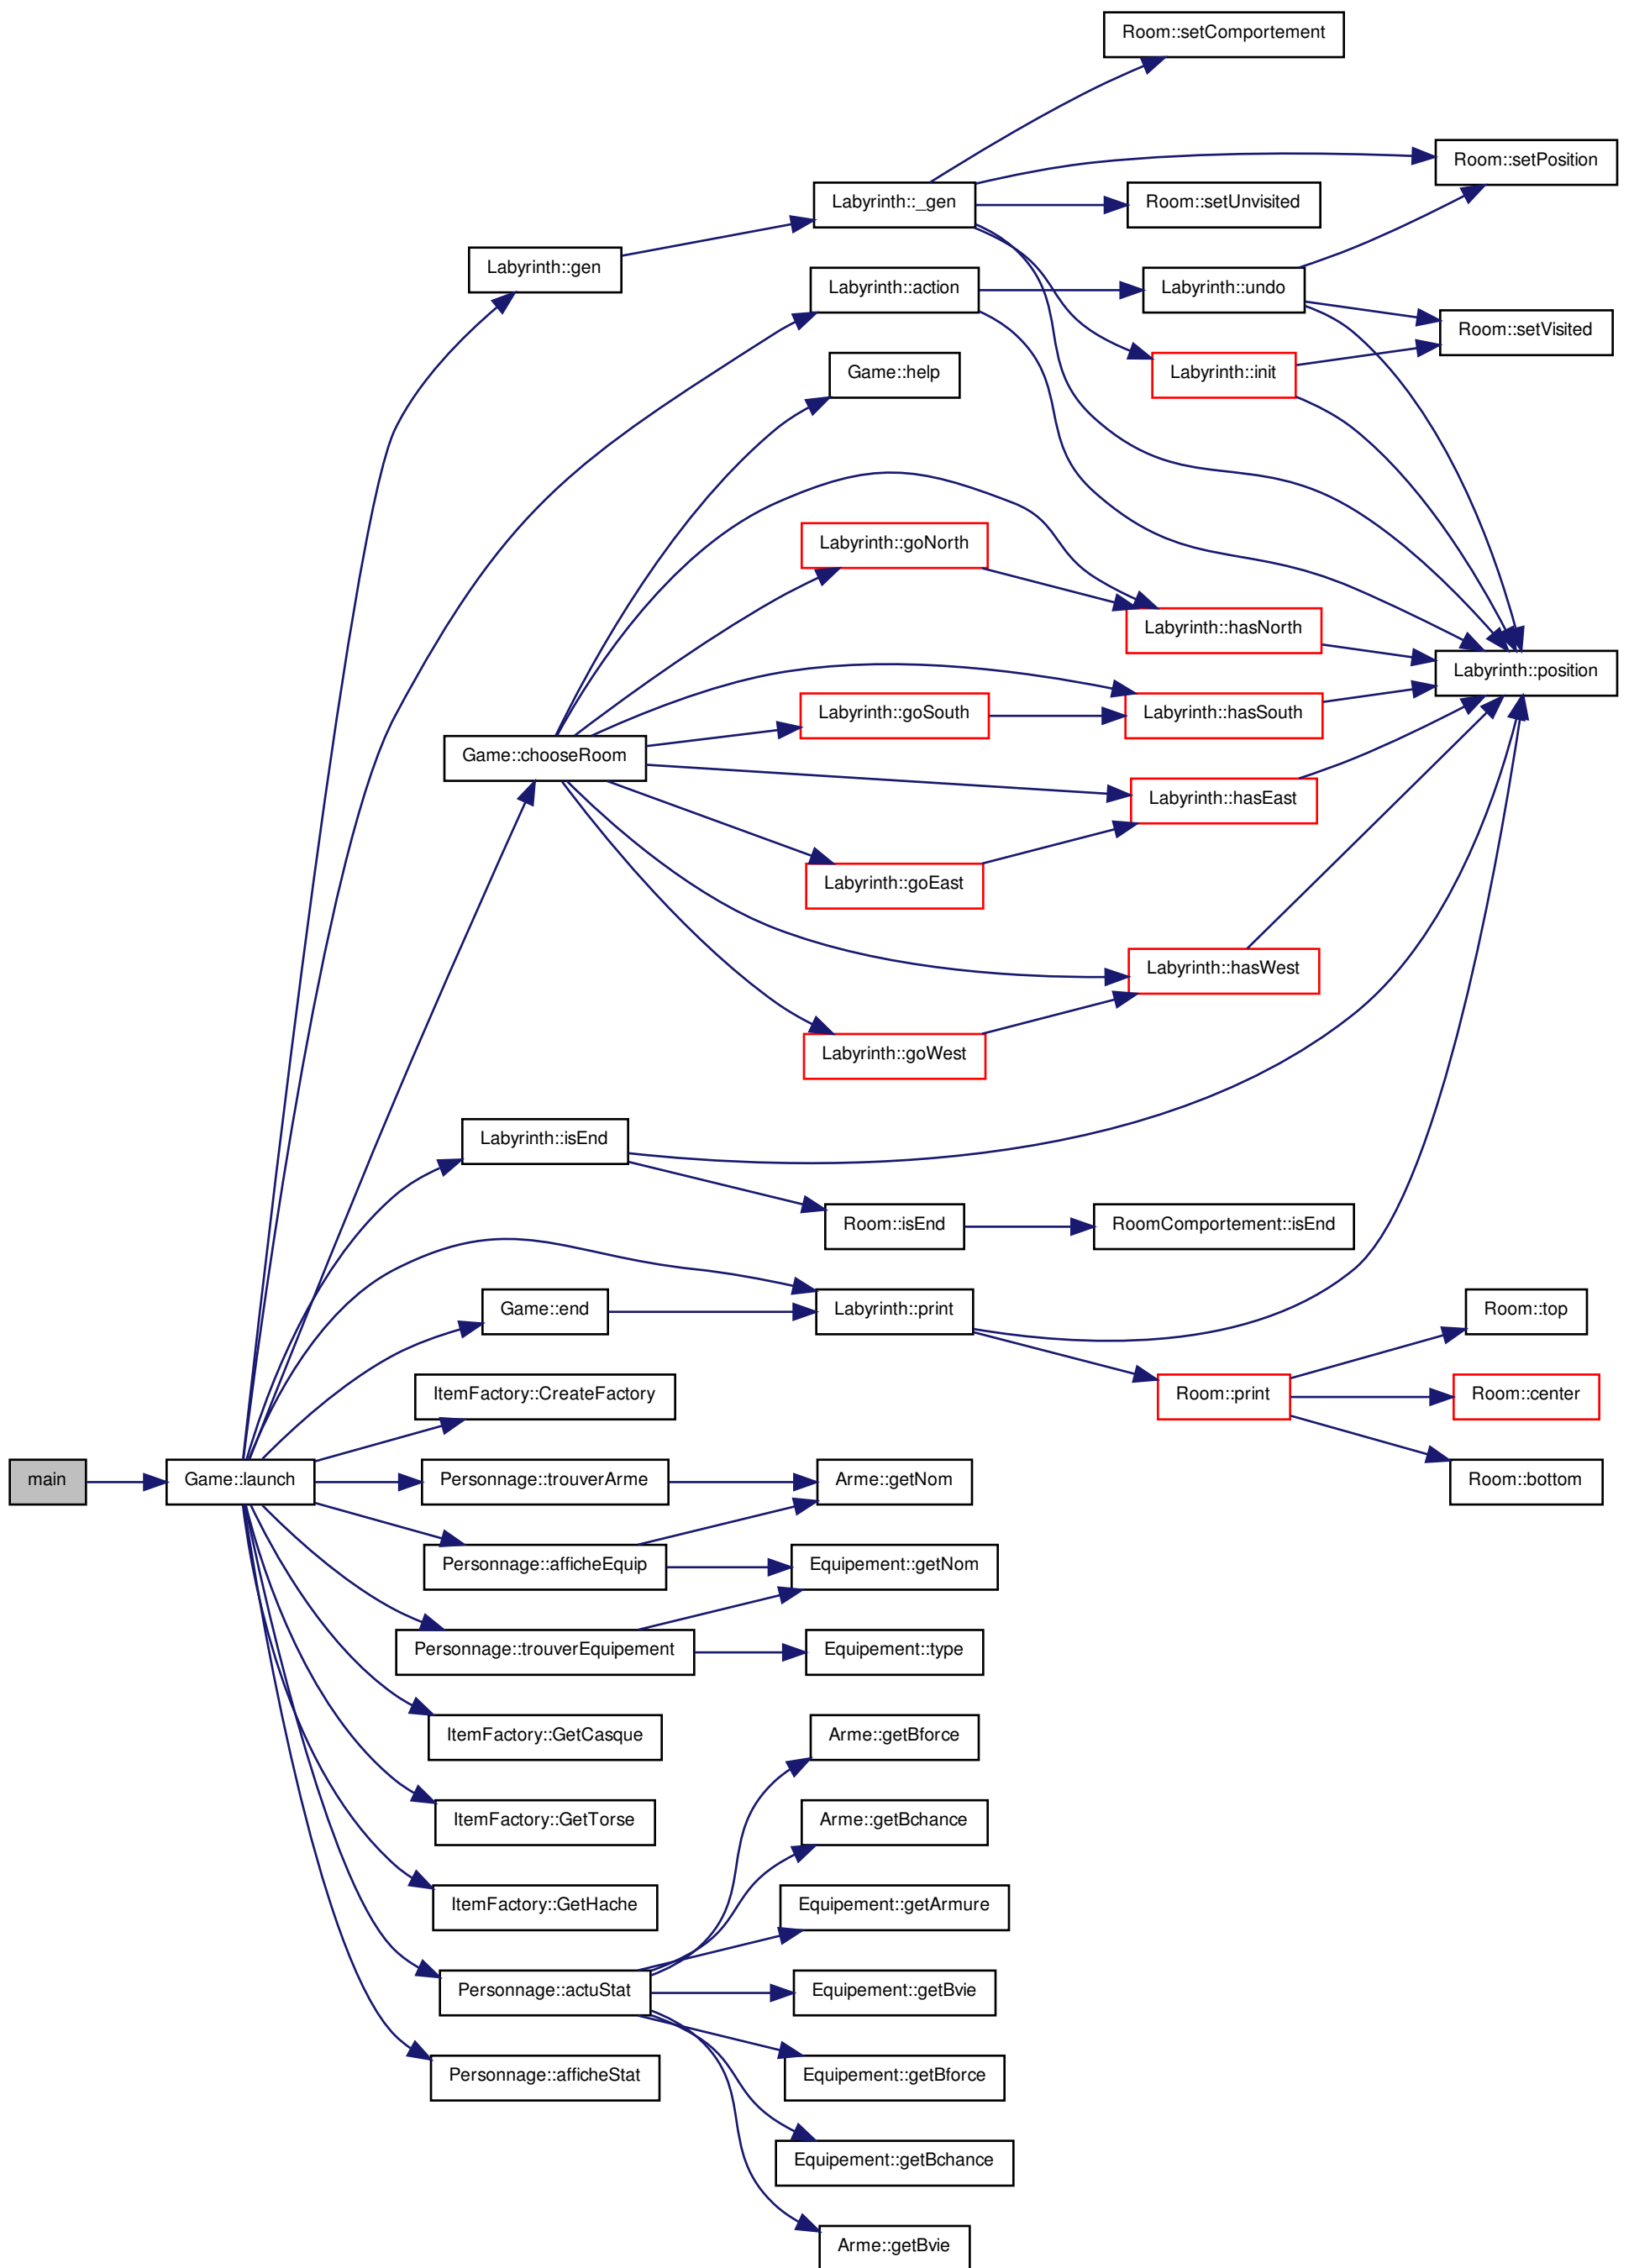 Room::setComportement
Room::setPosition
Labyrinth::_gen
Room::setUnvisited
Labyrinth::gen
Labyrinth::action
Labyrinth::undo
Room::setVisited
Game::help
Labyrinth::init
Labyrinth::goNorth
Labyrinth::hasNorth
Labyrinth::position
Labyrinth::goSouth
Labyrinth::hasSouth
Game::chooseRoom
Labyrinth::hasEast
Labyrinth::goEast
Labyrinth::hasWest
Labyrinth::goWest
Labyrinth::isEnd
Room::isEnd
RoomComportement::isEnd
Game::end
Labyrinth::print
Room::top
ItemFactory::CreateFactory
Room::print
Room::center
main
Game::launch
Personnage::trouverArme
Arme::getNom
Room::bottom
Personnage::afficheEquip
Equipement::getNom
Personnage::trouverEquipement
Equipement::type
ItemFactory::GetCasque
Arme::getBforce
ItemFactory::GetTorse
Arme::getBchance
ItemFactory::GetHache
Equipement::getArmure
Personnage::actuStat
Equipement::getBvie
Personnage::afficheStat
Equipement::getBforce
Equipement::getBchance
Arme::getBvie